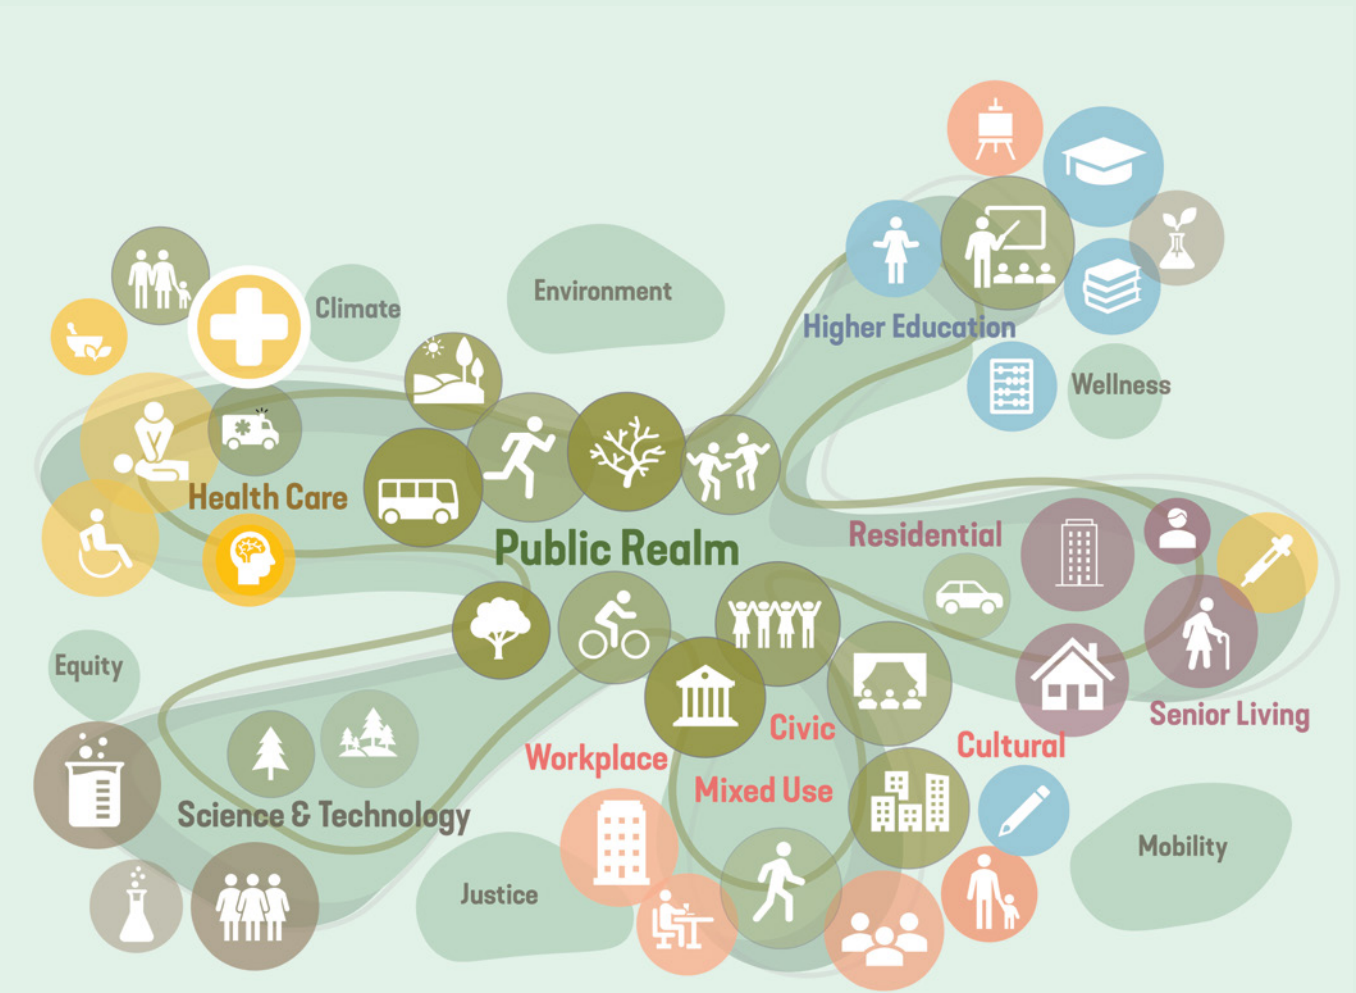 Environment
Climate
Higher Education
Wellness
Health Care
Residential
Public Realm
Equity
Senior Living
Civic
Cultural
Workplace
Mixed Use
Science & Technology
Mobility
Justice